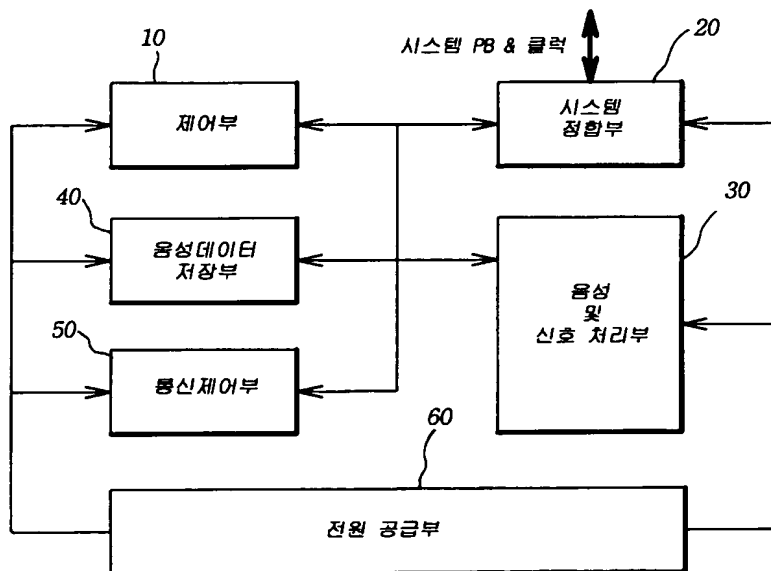 시스템 PB & 클럭
10
20
제어부
시스템
정합부
40
30
음성데이터
저장부
음성
및
신호 처리부
50
통신제어부
60
전원 공급부